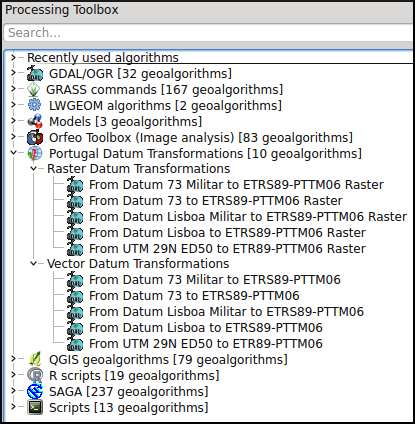 Processing Toolbox
Search...
Recently used algorithms
GDAL/OGR [32 geoalgorithms]
GRASS commands [167 geoalgorithms]
LWGEOM algorithms [2 geoalgorithms]
Models [3 geoalgorithms]
Orfeo Toolbox (Image analysis) [83 geoalgorithms]
Portugal Datum Transformations [10 geoalgorithms]
Raster Datum Transformations
From Datum 73 Militar to ETRS89-PTTM06 Raster
From Datum 73 to ETRS89-PTTM06 Raster
From Datum Lisboa Militar to ETRS89-PTTM06 Raster
From Datum Lisboa to ETRS89-PTTM06 Raster
From UTM 29N ED50 to ETR89-PTTM06 Raster
Vector Datum Transformations
From Datum 73 Militar to ETRS89-PTTM06
From Datum 73 to ETRS89-PTTM06
From Datum Lisboa Militar to ETRS89-PTTM06
From Datum Lisboa to ETRS89-PTTM06
From UTM 29N ED50 to ETR89-PTTM06
QGIS geoalgorithms [79 geoalgorithms]
R scripts [19 geoalgorithms]
SAGA [237 geoalgorithms]
Scripts [13 geoalgorithms]